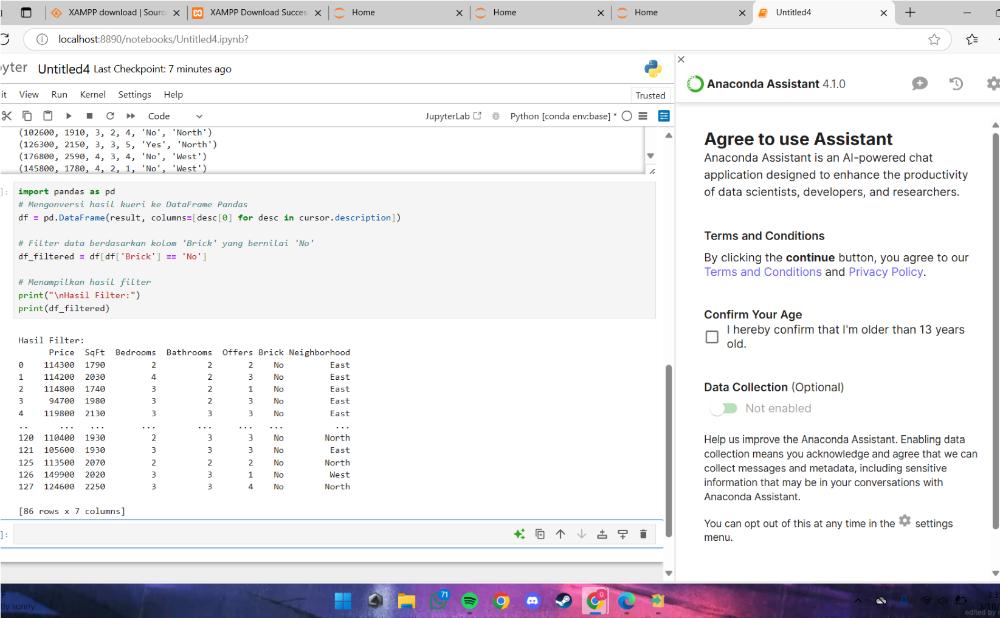 XAMPP download | Sourc
XAMPP Download Succes
Home
Home
Home
Untitled4
localhost:8890/notebooks/Untitled4.ipynb?
yter Untitled4 Last Checkpoint: 7 minutes ago
it View Run Kernel Settings Help
Trusted
Code
JupyterLab
Python [conda env:base] *
(102600, 1910, 3, 2, 4, 'No', 'North')
(126300, 2150, 3, 3, 5, 'Yes', 'North')
(176800, 2590, 4, 3, 4, 'No', 'West')
(145800, 1780, 4, 2, 1, 'No', 'West')
]:
import pandas as pd
# Mengonversi hasil kueri ke DataFrame Pandas
df = pd.DataFrame(result, columns=[desc[0] for desc in cursor.description])
# Filter data berdasarkan kolom 'Brick' yang bernilai 'No'
df_filtered = df[df['Brick'] == 'No']
# Menampilkan hasil filter
print("\nHasil Filter:")
print(df_filtered)
Hasil Filter:
Price SqFt Bedrooms Bathrooms Offers Brick Neighborhood
0 114300 1790 2 2 2 No East
1 114200 2030 4 2 3 No East
2 114800 1740 3 2 1 No East
3 94700 1980 3 2 3 No East
4 119800 2130 3 3 3 No East
.. ... ... ... ... ... ... ...
120 110400 1930 2 3 3 No North
121 105600 1930 3 3 3 No East
125 113500 2070 2 2 2 No North
126 149900 2020 3 3 1 No West
127 124600 2250 3 3 4 No North
[86 rows x 7 columns]
]:
Anaconda Assistant 4.1.0
Agree to use Assistant
Anaconda Assistant is an AI-powered chat
application designed to enhance the productivity
of data scientists, developers, and researchers.
Terms and Conditions
By clicking the continue button, you agree to our
Terms and Conditions and Privacy Policy.
Confirm Your Age
I hereby confirm that I'm older than 13 years
old.
Data Collection (Optional)
Not enabled
Help us improve the Anaconda Assistant. Enabling data
collection means you acknowledge and agree that we can
collect messages and metadata, including sensitive
information that may be in your conversations with
Anaconda Assistant.
You can opt out of this at any time in the settings
menu.
F
tly sunny
71
G
3:3
3/10/
edited by